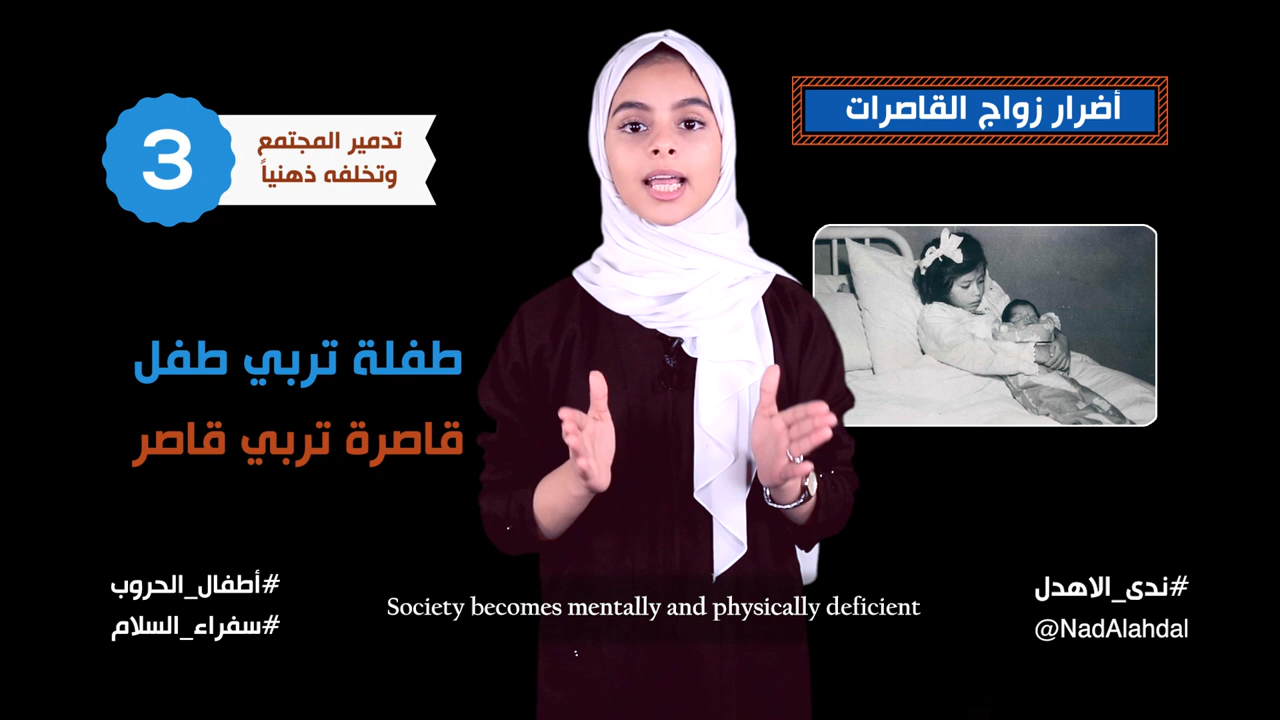 أضرار زواج القاصرات
3
تدمير المجتمع
وتخلفه ذهنياً
طفلة تربي طفل
قاصرة تربي قاصر
#أطفال_الحروب
#سفراء_السلام
Society becomes mentally and physically deficient
#ندى_الاهدل
@NadAlahdal